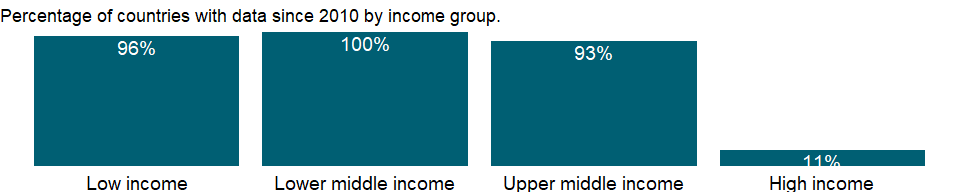 Percentage of countries with data since 2010 by income group.
96% 100% 93% 11%
Low income Lower middle income Upper middle income High income